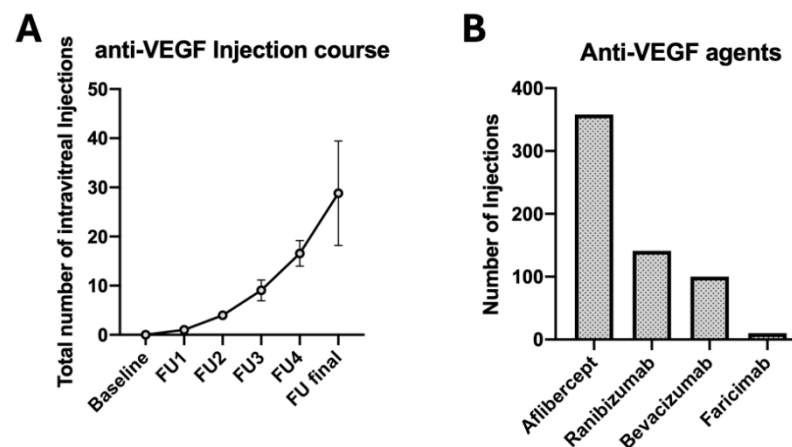 A
anti-VEGF Injection course
Total number of intravitreal Injections
50
40
30
20
10
0
Baseline
FU1
FU2
FU3
FU4
FU final
B
Anti-VEGF agents
Number of Injections
400
300
200
100
0
Aflibercept
Ranibizumab
Bevacizumab
Faricimab